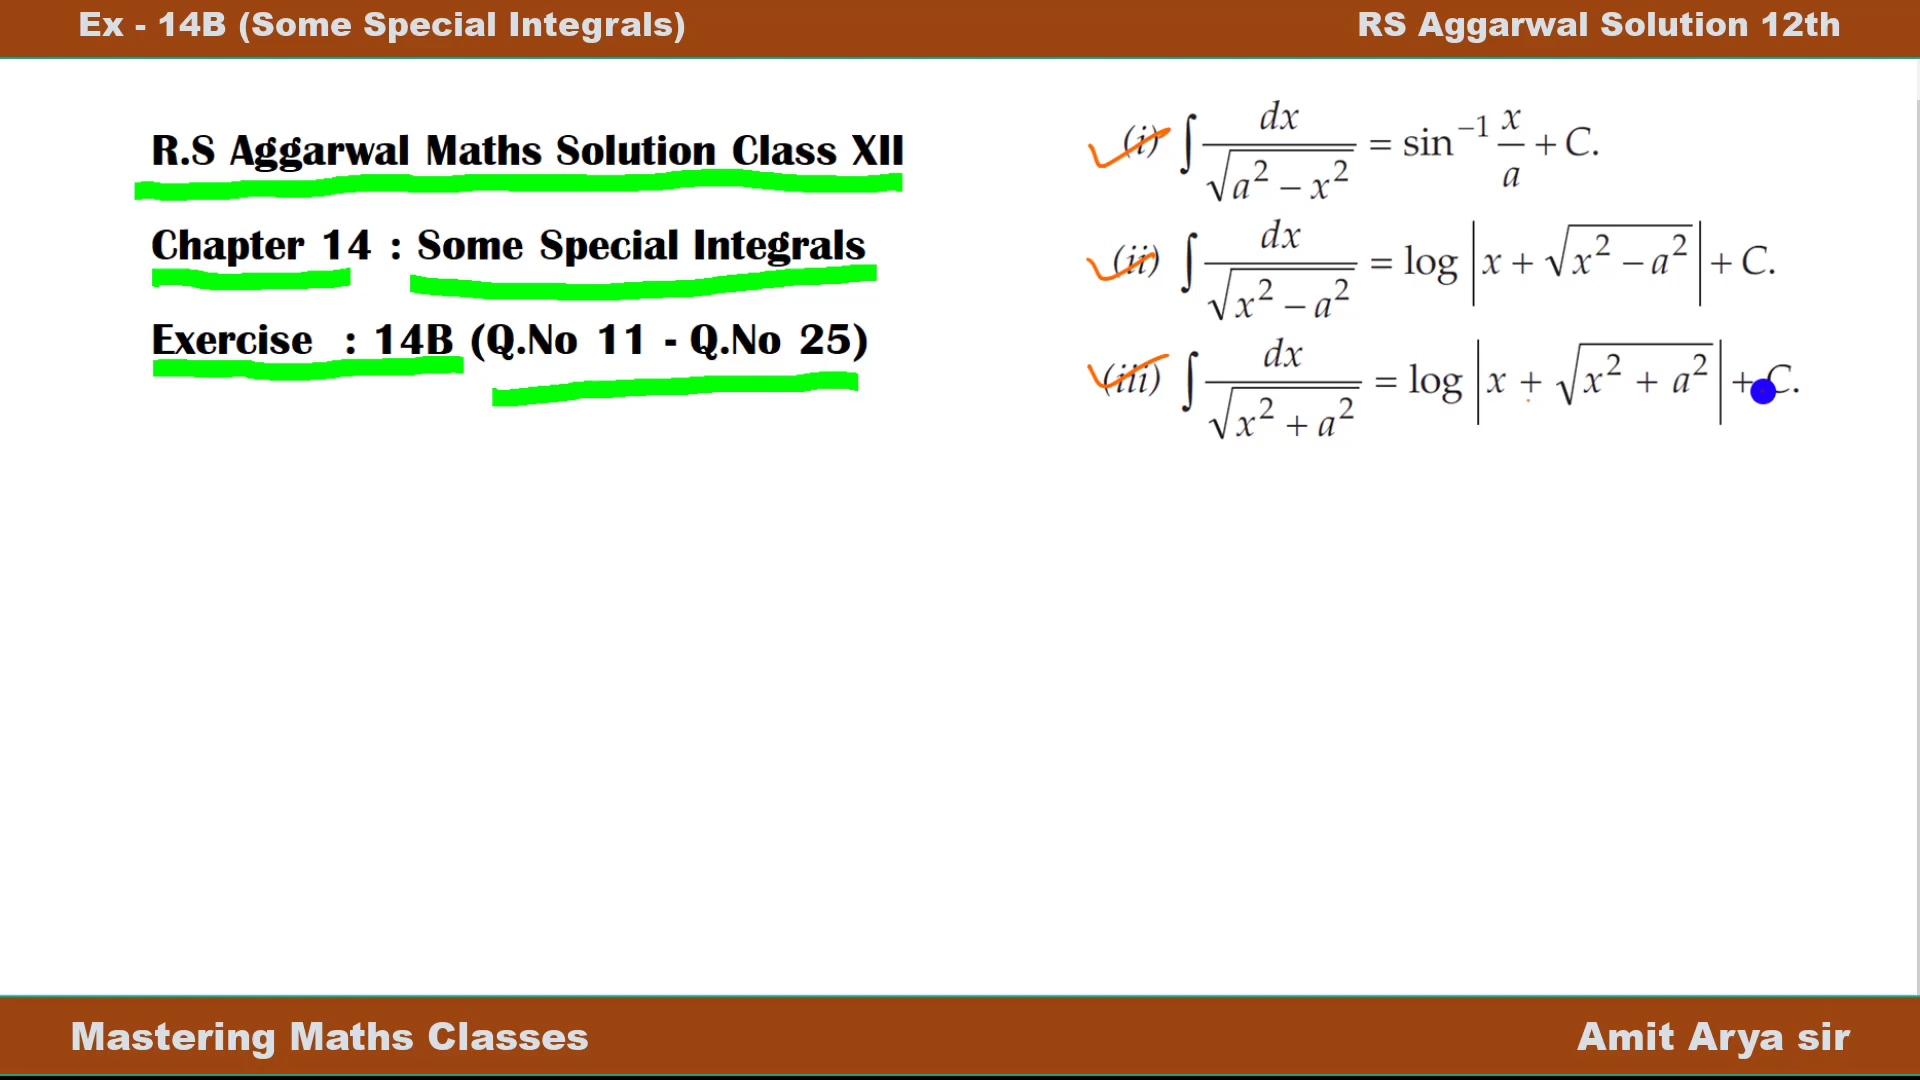 Ex - 14B (Some Special Integrals)
RS Aggarwal Solution 12th
R.S Aggarwal Maths Solution Class XII
Chapter 14 : Some Special Integrals
Exercise : 14B (Q.No 11 - Q.No 25)
(i) ∫ dx / √(a² − x²) = sin⁻¹ x/a + C.
(ii) ∫ dx / √(x² − a²) = log |x + √(x² − a²)| + C.
(iii) ∫ dx / √(x² + a²) = log |x + √(x² + a²)| + C.
Mastering Maths Classes
Amit Arya sir